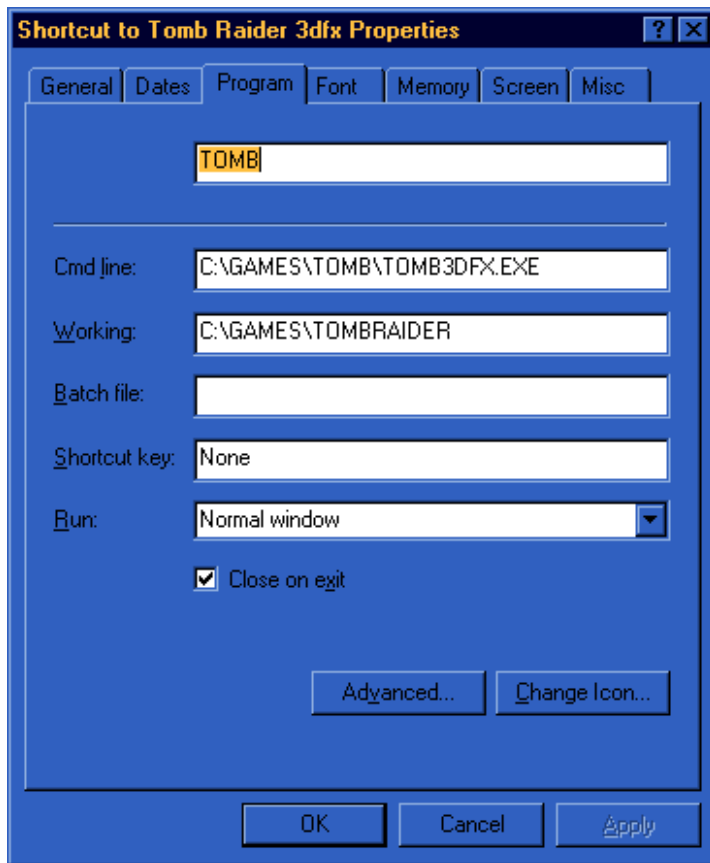 Shortcut to Tomb Raider 3dfx Properties ? ×
General Dates Program Font Memory Screen Misc
TOMB
Cmd line: C:\GAMES\TOMB\TOMB3DFX.EXE
Working: C:\GAMES\TOMBRAIDER
Batch file:
Shortcut key: None
Run: Normal window
Close on exit
Advanced... Change Icon...
OK Cancel Apply